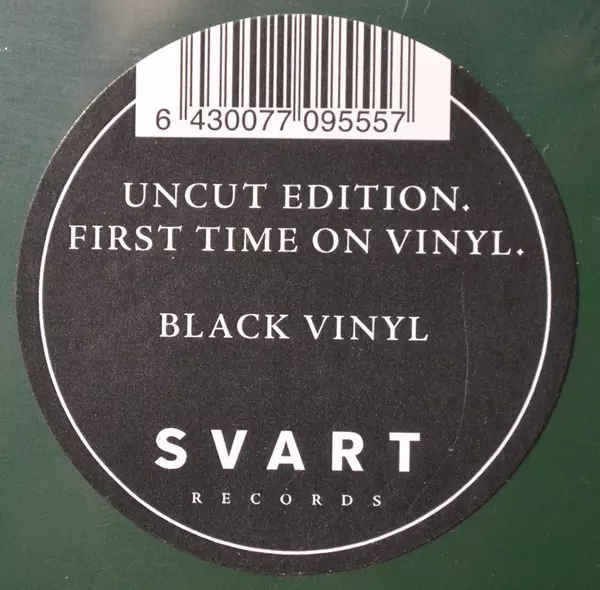 6 430077 095557
UNCUT EDITION.
FIRST TIME ON VINYL.
BLACK VINYL
SVART
RECORDS